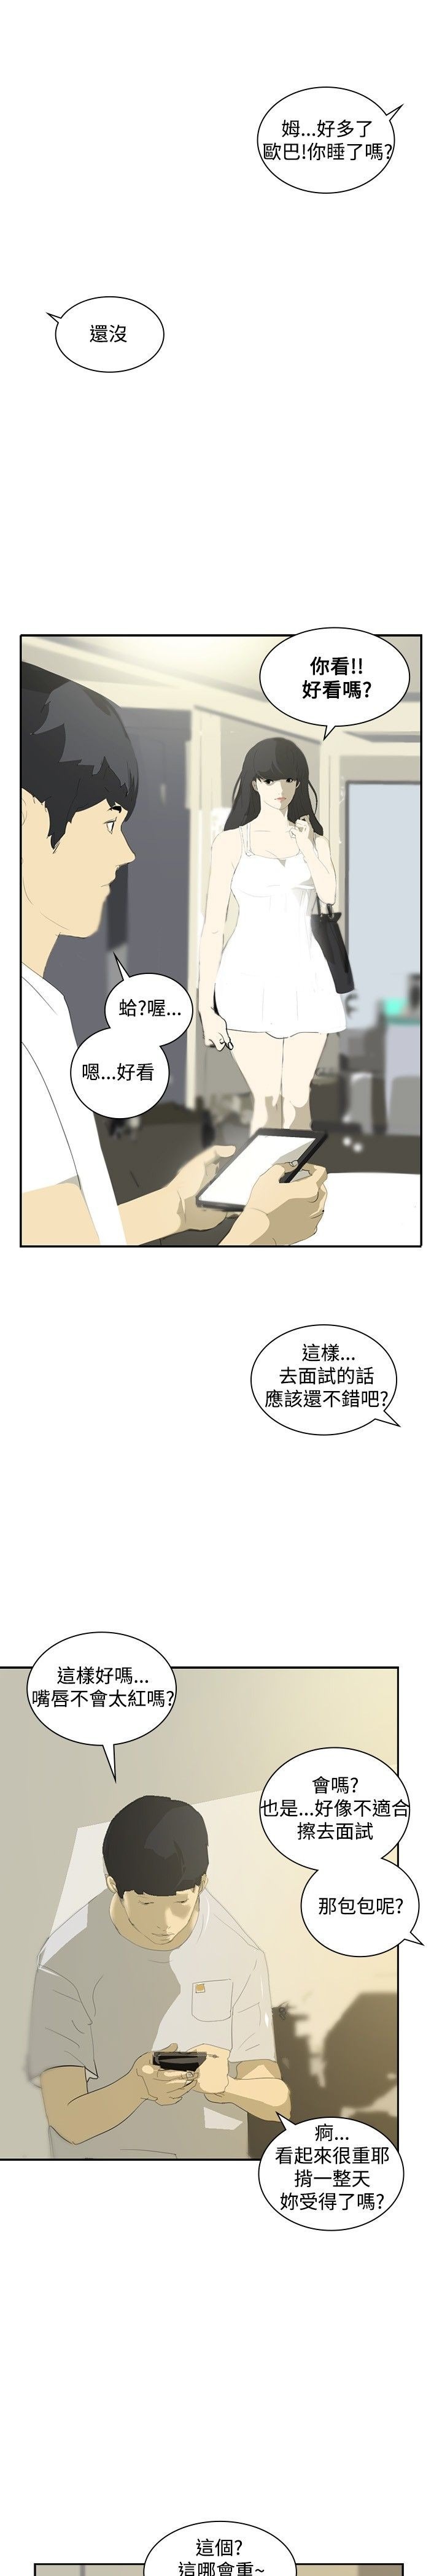 姆...好多了
歐巴!你睡了嗎?
還沒
你看!!
好看嗎?
蛤?喔...
嗯...好看
這樣...
去面試的話
應該還不錯吧?
這樣好嗎...
嘴唇不會太紅嗎?
會嗎?
也是...好像不適合
擦去面試
那包包呢?
痾...
看起來很重耶
揹一整天
妳受得了嗎?
這個?
這哪會重~